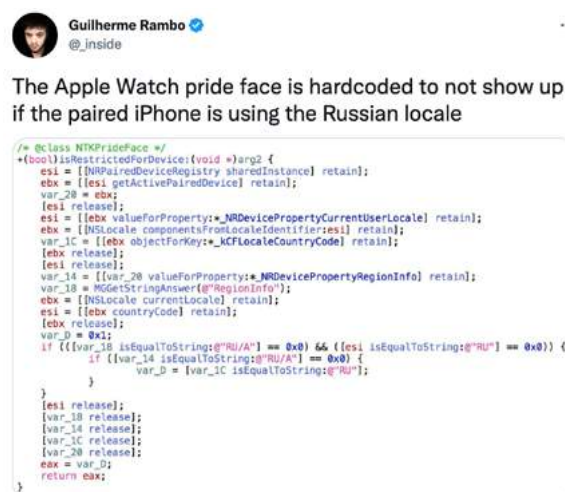 Guilherme Rambo
@_inside
The Apple Watch pride face is hardcoded to not show up
if the paired iPhone is using the Russian locale
/* @class NTKPrideFace */
+(bool)isRestrictedForDevice:(void *)arg2 {
esi = [[NRPairedDeviceRegistry sharedInstance] retain];
ebx = [[esi getActivePairedDevice] retain];
var_20 = ebx;
[esi release];
esi = [[ebx valueForProperty:*_NRDevicePropertyCurrentUserLocale] retain];
ebx = [[NSLocale componentsFromLocaleIdentifier:esi] retain];
var_1C = [[ebx objectForKey:*_kCFLocaleCountryCode] retain];
[ebx release];
[esi release];
var_14 = [[var_20 valueForProperty:*_NRDevicePropertyRegionInfo] retain];
var_18 = MGGetStringAnswer(@"RegionInfo");
ebx = [[NSLocale currentLocale] retain];
esi = [[ebx countryCode] retain];
[ebx release];
var_D = 0x1;
if (([var_18 isEqualToString:@"RU/A"] == 0x0) && ([esi isEqualToString:@"RU"] == 0x0)) {
if ([var_14 isEqualToString:@"RU/A"] == 0x0) {
var_D = [var_1C isEqualToString:@"RU"];
}
}
[esi release];
[var_18 release];
[var_14 release];
[var_1C release];
[var_20 release];
eax = var_D;
return eax;
}